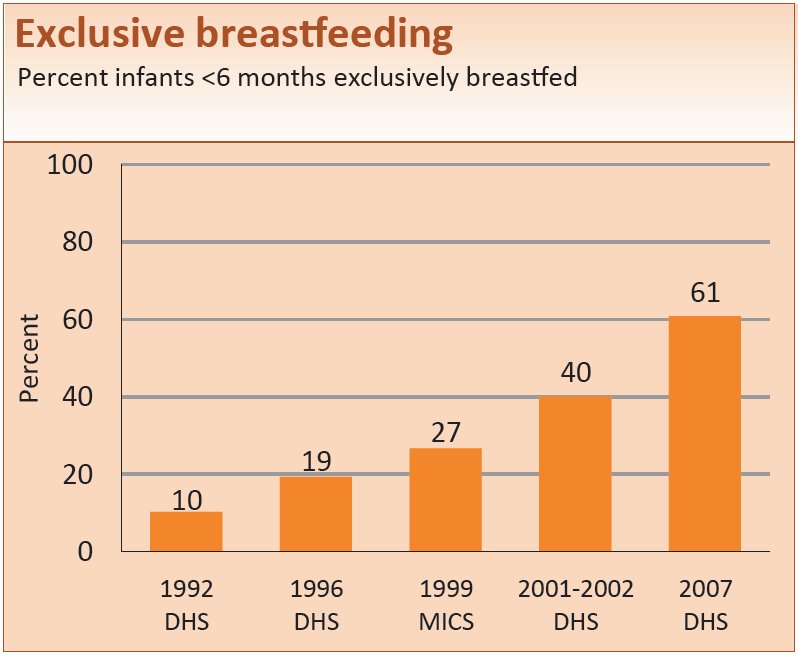 Exclusive breastfeeding
Percent infants <6 months exclusively breastfed
100
80
60
40
20
0
Percent
10
19
27
40
61
1992
DHS
1996
DHS
1999
MICS
2001-2002
DHS
2007
DHS